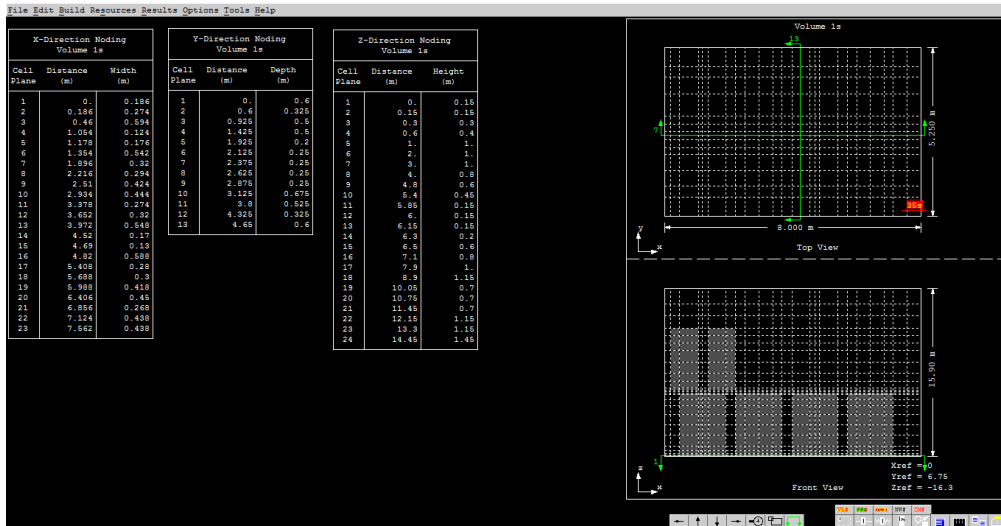 File Edit Build Resources Results Options Tools Help
X-Direction Noding
Volume 1s
Cell Plane Distance (m) Width (m)
1 0. 0.186
2 0.186 0.274
3 0.46 0.594
4 1.054 0.124
5 1.178 0.176
6 1.354 0.542
7 1.896 0.32
8 2.216 0.294
9 2.51 0.424
10 2.934 0.444
11 3.378 0.274
12 3.652 0.32
13 3.972 0.548
14 4.52 0.17
15 4.69 0.13
16 4.82 0.588
17 5.408 0.28
18 5.688 0.3
19 5.988 0.418
20 6.406 0.45
21 6.856 0.268
22 7.124 0.438
23 7.562 0.438
Y-Direction Noding
Volume 1s
Cell Plane Distance (m) Depth (m)
1 0. 0.6
2 0.6 0.325
3 0.925 0.5
4 1.425 0.5
5 1.925 0.2
6 2.125 0.25
7 2.375 0.25
8 2.625 0.25
9 2.875 0.25
10 3.125 0.675
11 3.8 0.525
12 4.325 0.325
13 4.65 0.6
Z-Direction Noding
Volume 1s
Cell Plane Distance (m) Height (m)
1 0. 0.15
2 0.15 0.15
3 0.3 0.3
4 0.6 0.4
5 1. 1.
6 2. 1.
7 3. 1.
8 4. 0.8
9 4.8 0.6
10 5.4 0.45
11 5.85 0.15
12 6. 0.15
13 6.15 0.15
14 6.3 0.2
15 6.5 0.6
16 7.1 0.8
17 7.9 1.
18 8.9 1.15
19 10.05 0.7
20 10.75 0.7
21 11.45 0.7
22 12.15 1.15
23 13.3 1.15
24 14.45 1.45
Volume 1s
13
7
5.250 m
35s
8.000 m
y
x
Top View
15.90 m
1
z
x
Front View
Xref = 0
Yref = 6.75
Zref = -16.3